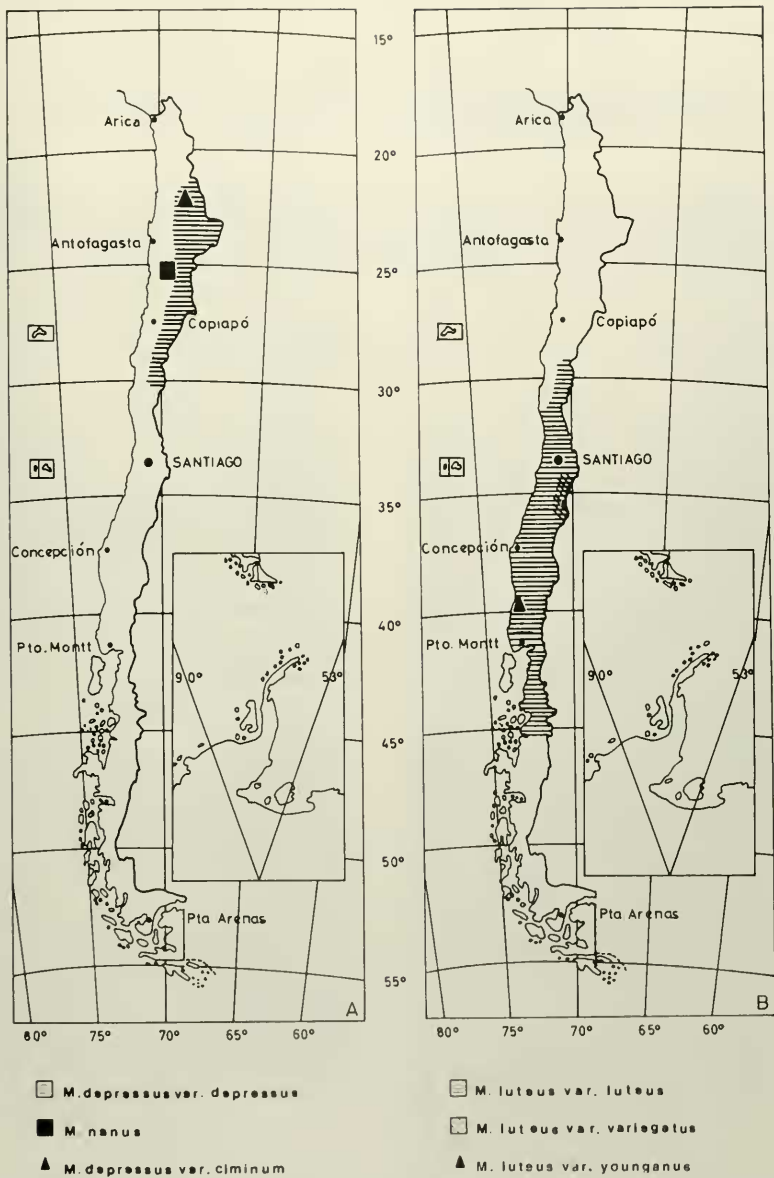 15°
Arica
20°
Antofagasta
25°
Copiapó
30°
SANTIAGO
35°
Concepción
40°
Pto. Montt
90°
53°
45°
50°
Pta Arenas
55°
A
80°
75°
70°
65°
60°
Arica
Antofagasta
Copiapó
SANTIAGO
Concepción
Pto. Montt
90°
53°
Pta Arenas
B
80°
75°
70°
65°
60°
M. depressus var. depressus
M. nanus
M. depressus var. ciminum
M. luteus var. luteus
M. luteus var. variegatus
M. luteus var. younganus